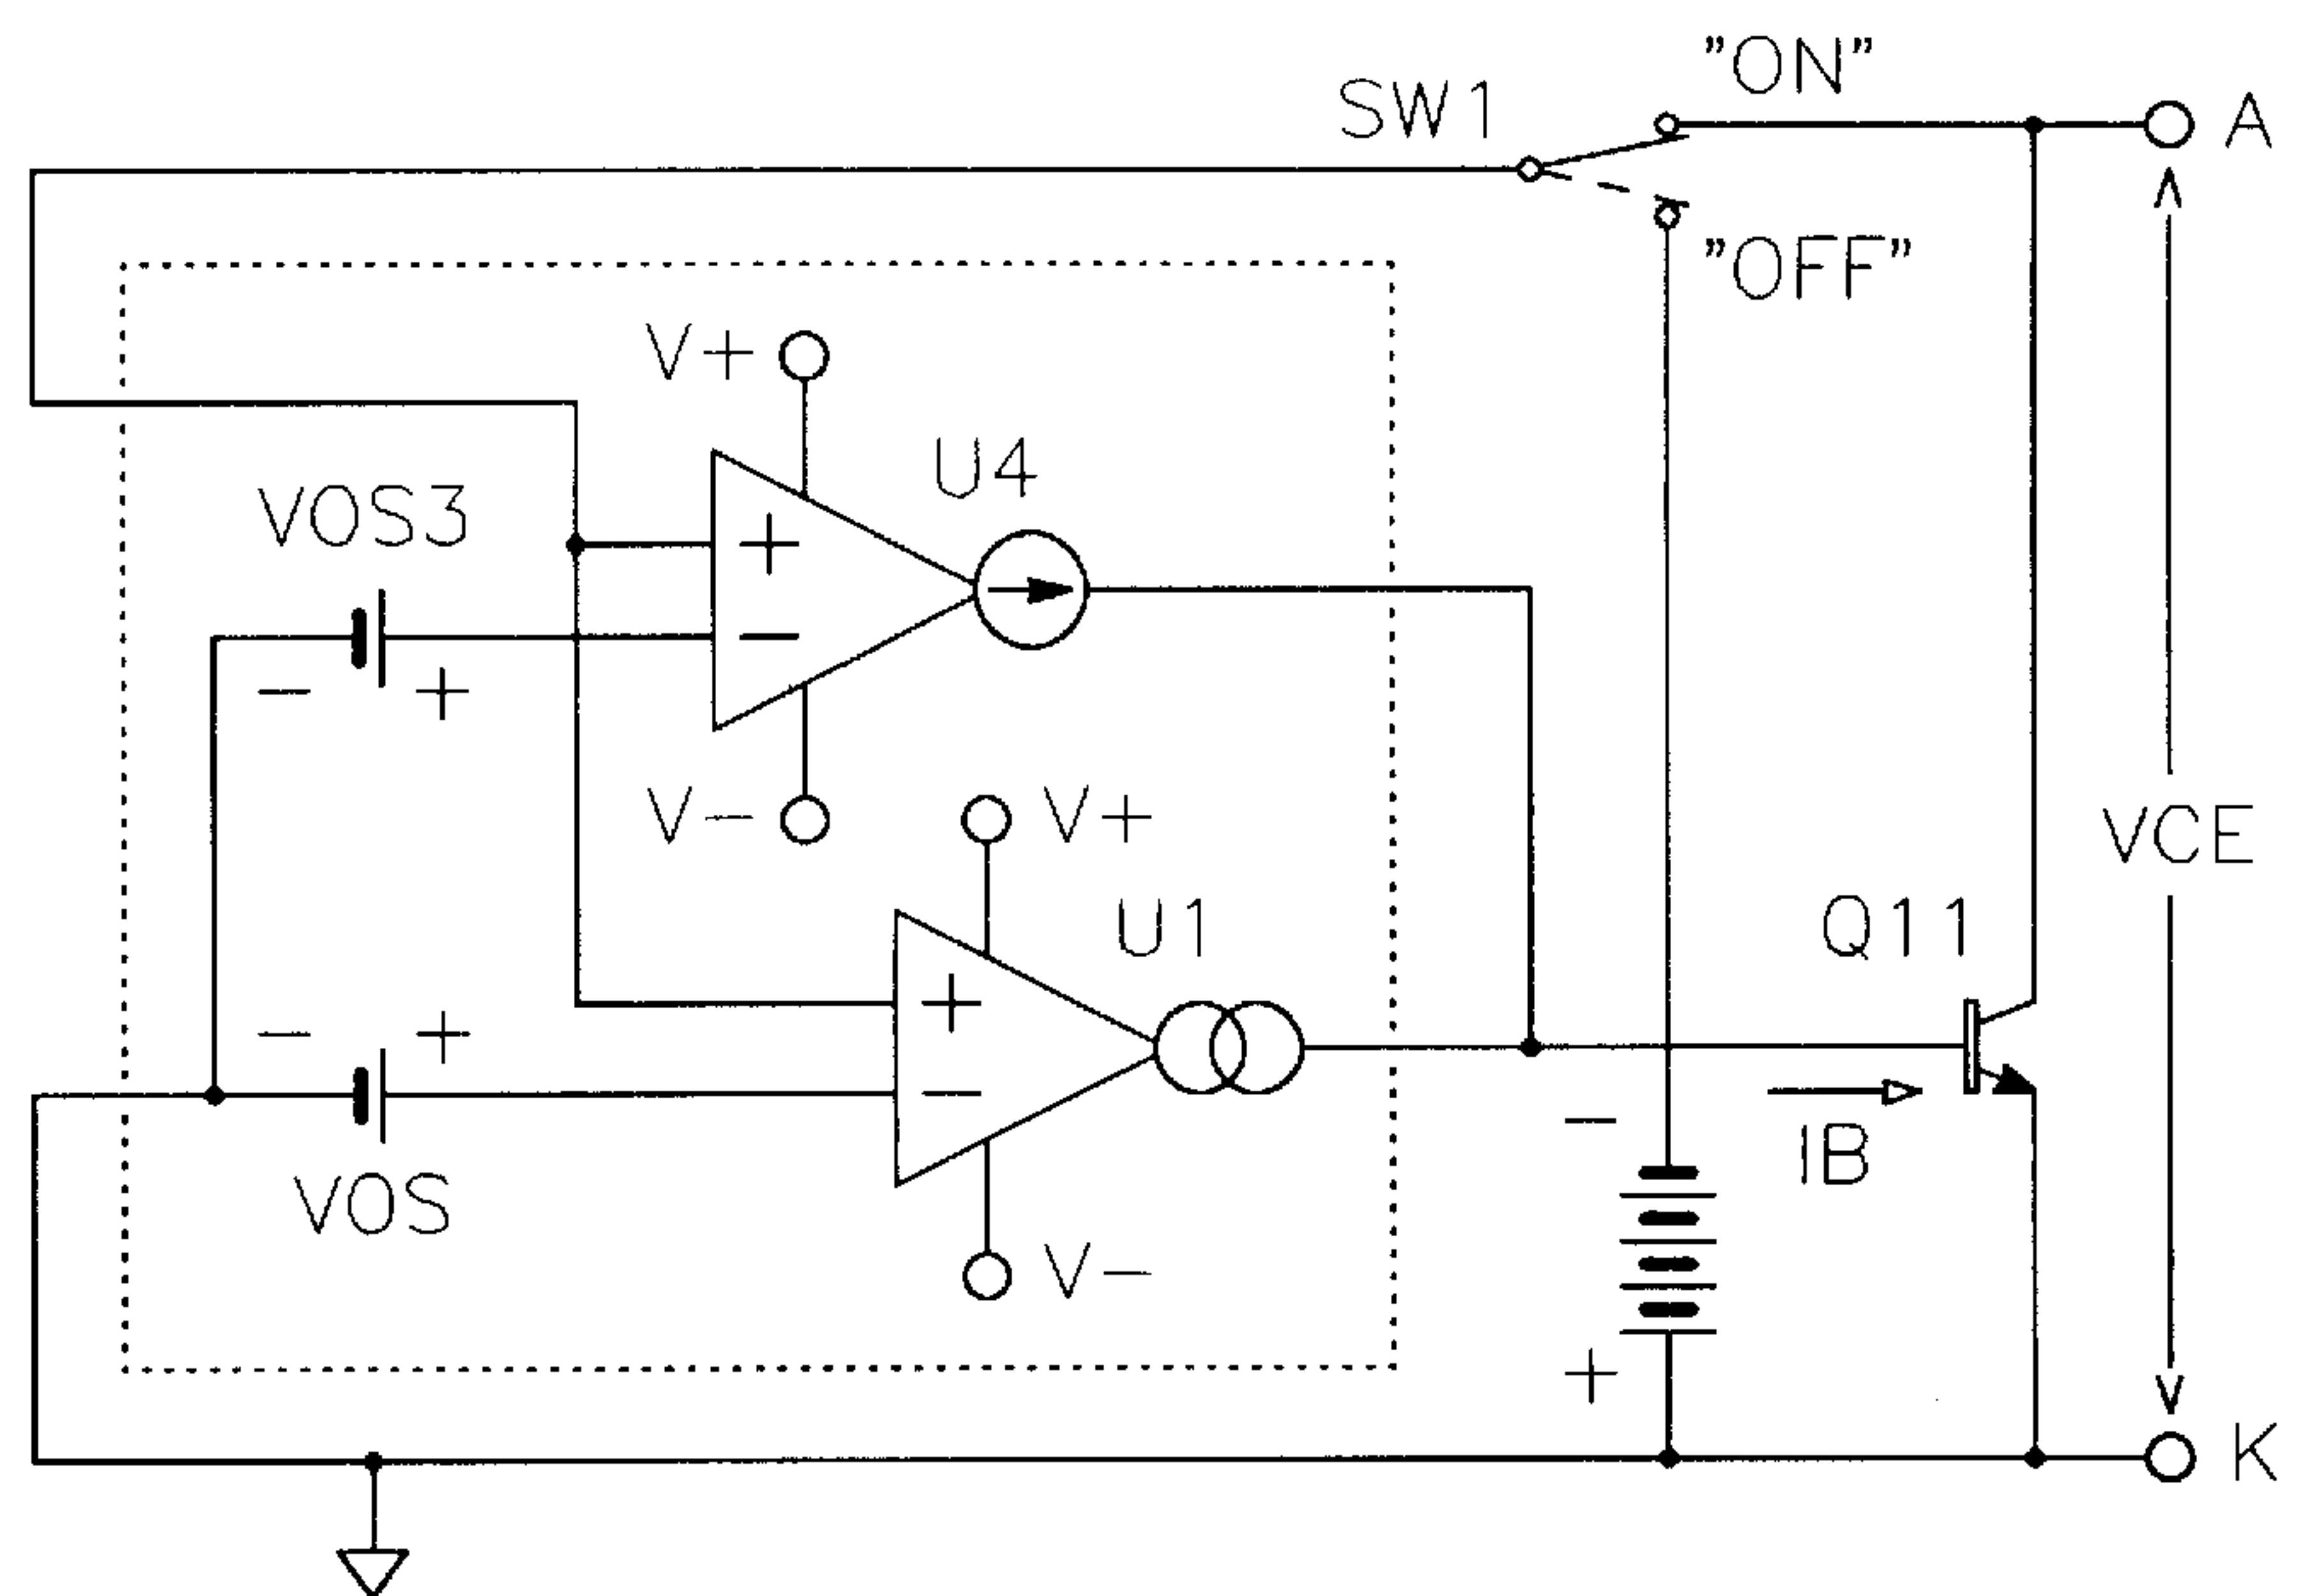 "ON"
SW1
A
"OFF"
V+
U4
VOS3
+
−
− +
V− V+
VCE
U1
Q11
− +
+
−
−
IB
VOS
V−
+
K